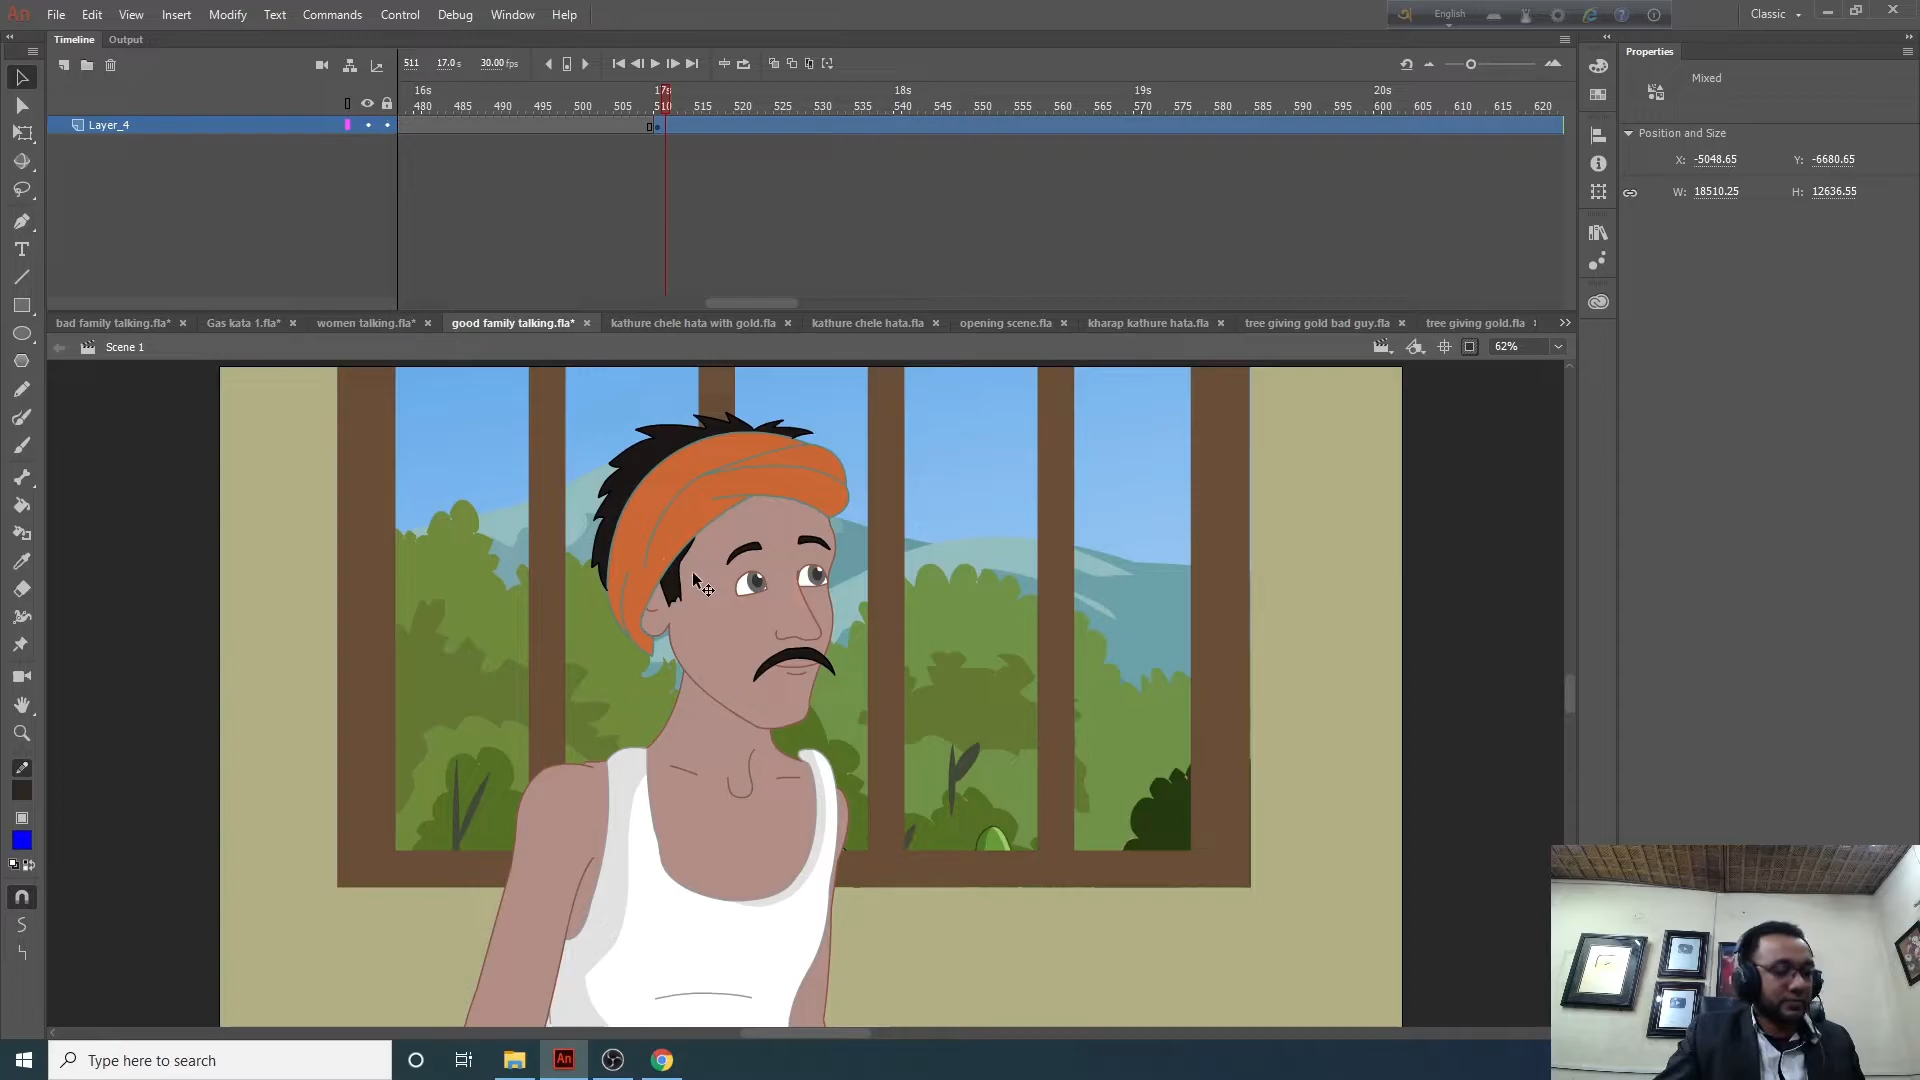 An File Edit View Insert Modify Text Commands Control Debug Window Help English Classic
Timeline Output Properties
511 17.0 s 30.00 fps
Mixed
16s 17s 18s 19s 20s
480 485 490 495 500 505 510 515 520 525 530 535 540 545 550 555 560 565 570 575 580 585 590 595 600 605 610 615 620
Layer_4
Position and Size
X: -5048.65 Y: -6680.65
W: 18510.25 H: 12636.55
bad family talking.fla* Gas kata 1.fla* women talking.fla* good family talking.fla* kathure chele hata with gold.fla kathure chele hata.fla opening scene.fla kharap kathure hata.fla tree giving gold bad guy.fla tree giving gold.fla
Scene 1 62%
Type here to search An